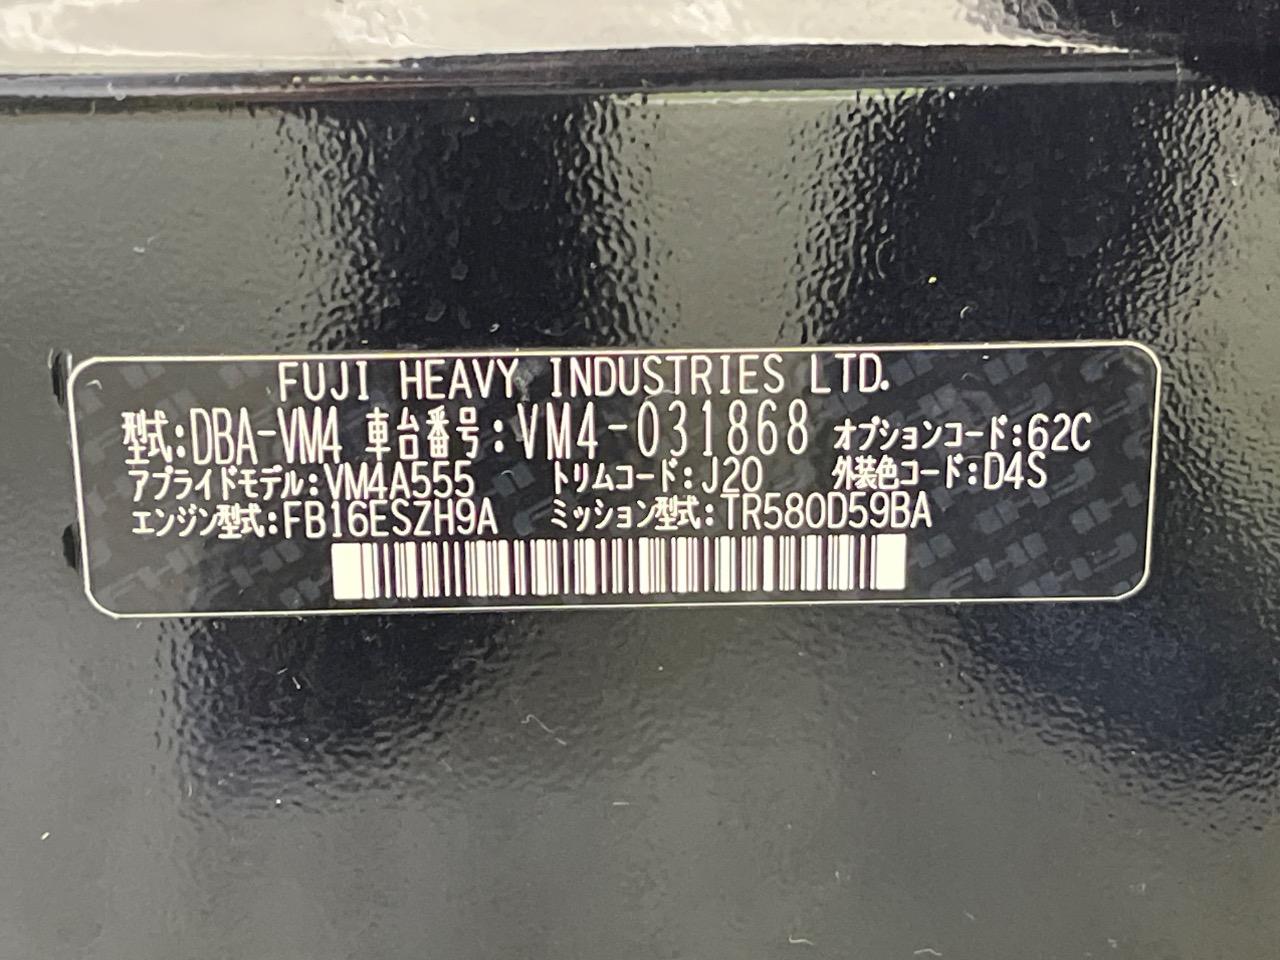 FUJI HEAVY INDUSTRIES LTD.
型式:DBA-VM4 車台番号:VM4-031868 オプションコード:62C
アプライドモデル:VM4A555 トリムコード:J20 外装色コード:D4S
エンジン型式:FB16ESZH9A ミッション型式:TR580D59BA